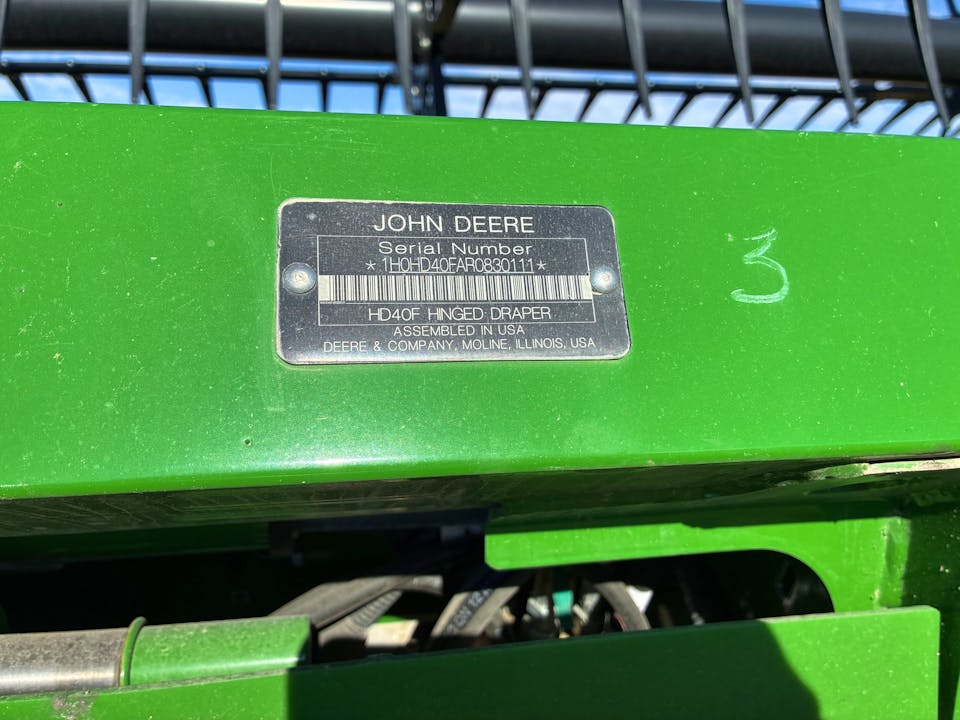 JOHN DEERE
Serial Number
*1H0HD40FAR0830111*
HD40F HINGED DRAPER
ASSEMBLED IN USA
DEERE & COMPANY, MOLINE, ILLINOIS, USA
3